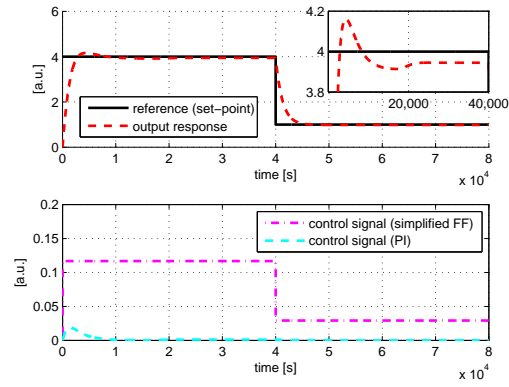 6
4
2
0
[a.u.]
4.2
4
3.8
20,000
40,000
reference (set−point)
output response
0 1 2 3 4 5 6 7 8
time [s]
x 10^4
0.2
0.15
0.1
0.05
0
[a.u.]
control signal (simplified FF)
control signal (PI)
0 1 2 3 4 5 6 7 8
time [s]
x 10^4